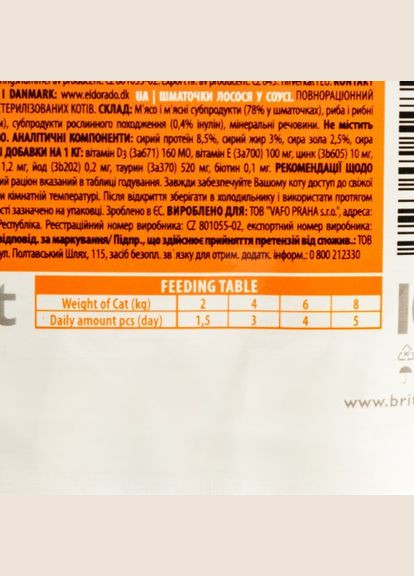 I DANMARK: www.eldorado.dk, UA | ШМАТОЧКИ ЛОСОСЯ У СОУСІ. ПОВНОРАЦІОННИЙ
СТЕРИЛІЗОВАНИХ КОТІВ. СКЛАД: М'ясо і м'ясні субпродукти (78% у шматочках), риба і рибні
субпродукти рослинного походження (0,4% інулін), мінеральні речовини. Не містить
АНАЛІТИЧНІ КОМПОНЕНТИ: сирий протеїн 8,5%, сирий жир 3%, сира зола 2,5%, сира
ДОБАВКИ НА 1 КГ: вітамін D3 (3a671) 160 МО, вітамін E (3a700) 100 мг, цинк (3b605) 10 мг,
1,2 мг, йод (3b202) 0,2 мг, таурин (3a370) 520 мг, біотин 0,1 мг. РЕКОМЕНДАЦІЇ ЩОДО
раціон вказаний в таблиці годування. Завжди забезпечуйте Вашому коту доступ до свіжої
кімнатній температурі. Після відкриття зберігати в холодильнику і використати протягом
зазначено на упаковці. Зроблено в ЄС. ВИРОБЛЕНО ДЛЯ: ТОВ "VAFO PRAHA s.r.o.", адреса:
Республіка. Реєстраційний номер виробника: CZ 801055-02, експортний номер виробника:
відповід. за маркування/ Підпр., що здійснює прийняття претензій від спожив.: ТОВ
вул. Полтавський Шлях, 115, засіб безопл. зв`язку для отрим. додатк. інформ.: 0 800 212330
FEEDING TABLE
Weight of Cat (kg) 2 4 6 8
Daily amount pcs (day) 1,5 3 4 5
www.brit